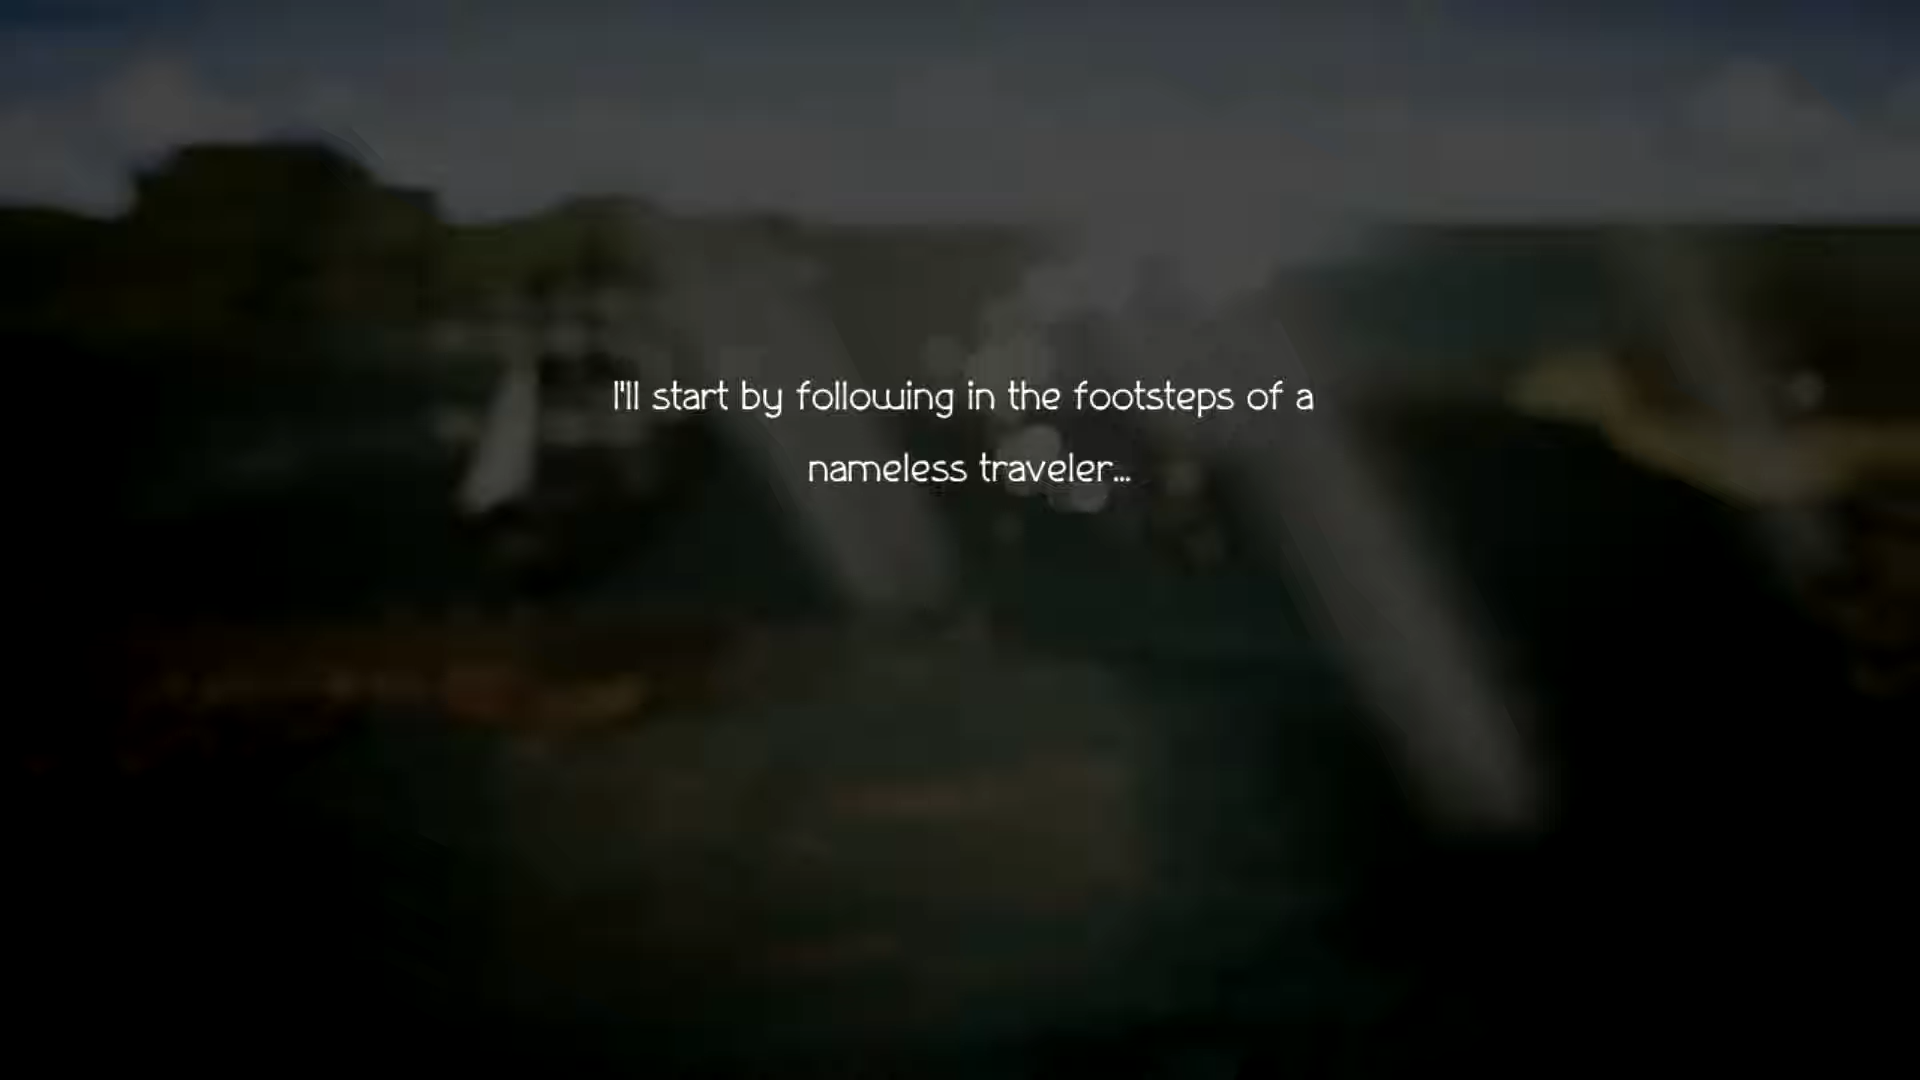 I'll start by following in the footsteps of a
nameless traveler...